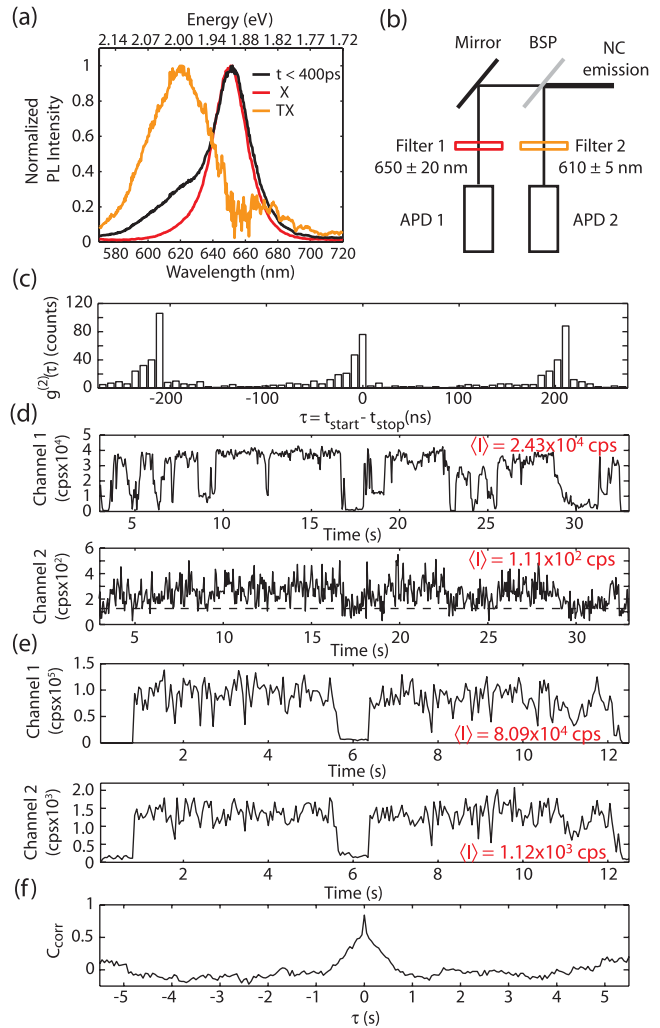 (a)
Energy (eV)
2.14 2.07 2.00 1.94 1.88 1.82 1.77 1.72
Normalized
PL Intensity
1
0.8
0.6
0.4
0.2
0
t < 400ps
X
TX
580 600 620 640 660 680 700 720
Wavelength (nm)
(b)
Mirror
BSP
NC
emission
Filter 1
650 ± 20 nm
Filter 2
610 ± 5 nm
APD 1
APD 2
(c)
g(2)(τ) (counts)
120
80
40
0
-200 -100 0 100 200
τ = tstart - tstop(ns)
(d)
Channel 1
(cpsx10⁴)
5
4
3
2
1
0
⟨I⟩ = 2.43x10⁴ cps
5 10 15 20 25 30
Time (s)
Channel 2
(cpsx10²)
6
4
2
0
⟨I⟩ = 1.11x10² cps
5 10 15 20 25 30
Time (s)
(e)
Channel 1
(cpsx10⁵)
1.5
1.0
0.5
0
⟨I⟩ = 8.09x10⁴ cps
2 4 6 8 10 12
Time (s)
Channel 2
(cpsx10³)
2.0
1.5
1.0
0.5
0
⟨I⟩ = 1.12x10³ cps
2 4 6 8 10 12
Time (s)
(f)
Ccorr
1
0
-5 -4 -3 -2 -1 0 1 2 3 4 5
τ (s)